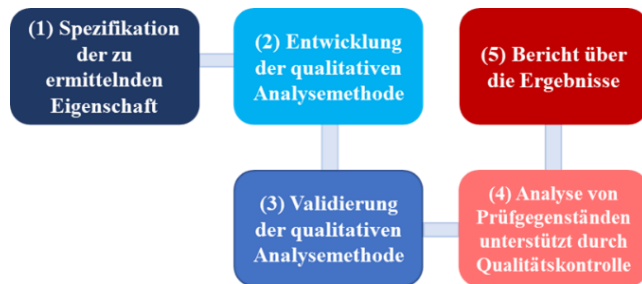 (1) Spezifikation
der zu
ermittelnden
Eigenschaft
(2) Entwicklung
der qualitativen
Analysemethode
(3) Validierung
der qualitativen
Analysemethode
(4) Analyse von
Prüfgegenständen
unterstützt durch
Qualitätskontrolle
(5) Bericht über
die Ergebnisse